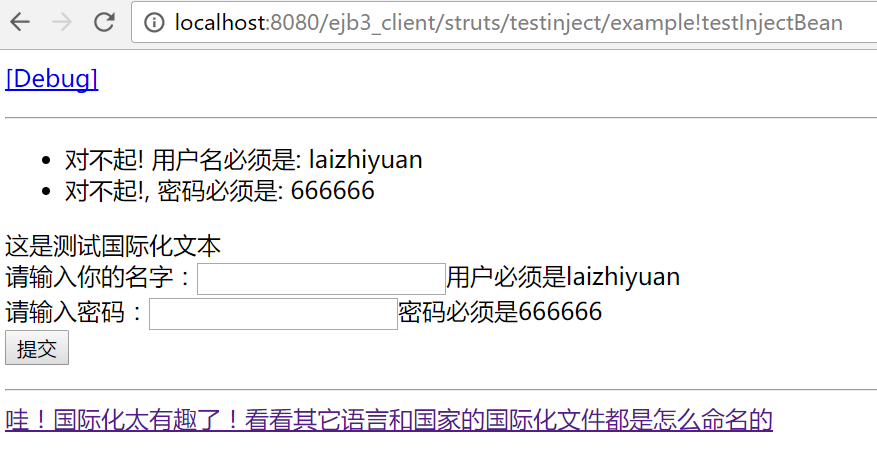 localhost:8080/ejb3_client/struts/testinject/example!testInjectBean
[Debug]
对不起! 用户名必须是: laizhiyuan
对不起!, 密码必须是: 666666
这是测试国际化文本
请输入你的名字：用户必须是laizhiyuan
请输入密码：密码必须是666666
提交
哇！国际化太有趣了！看看其它语言和国家的国际化文件都是怎么命名的